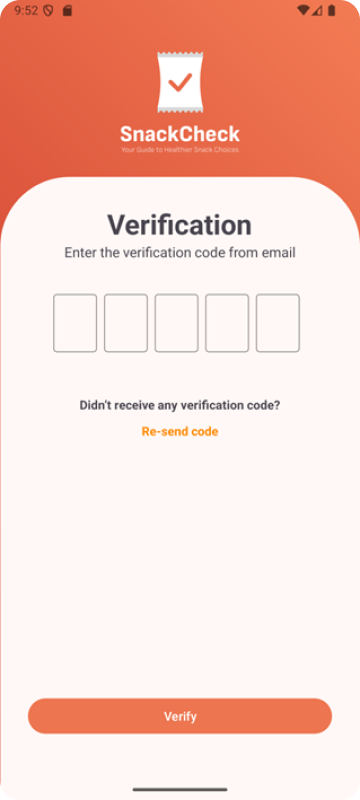 9:52
SnackCheck
Your Guide to Healthier Snack Choices
Verification
Enter the verification code from email
Didn't receive any verification code?
Re-send code
Verify